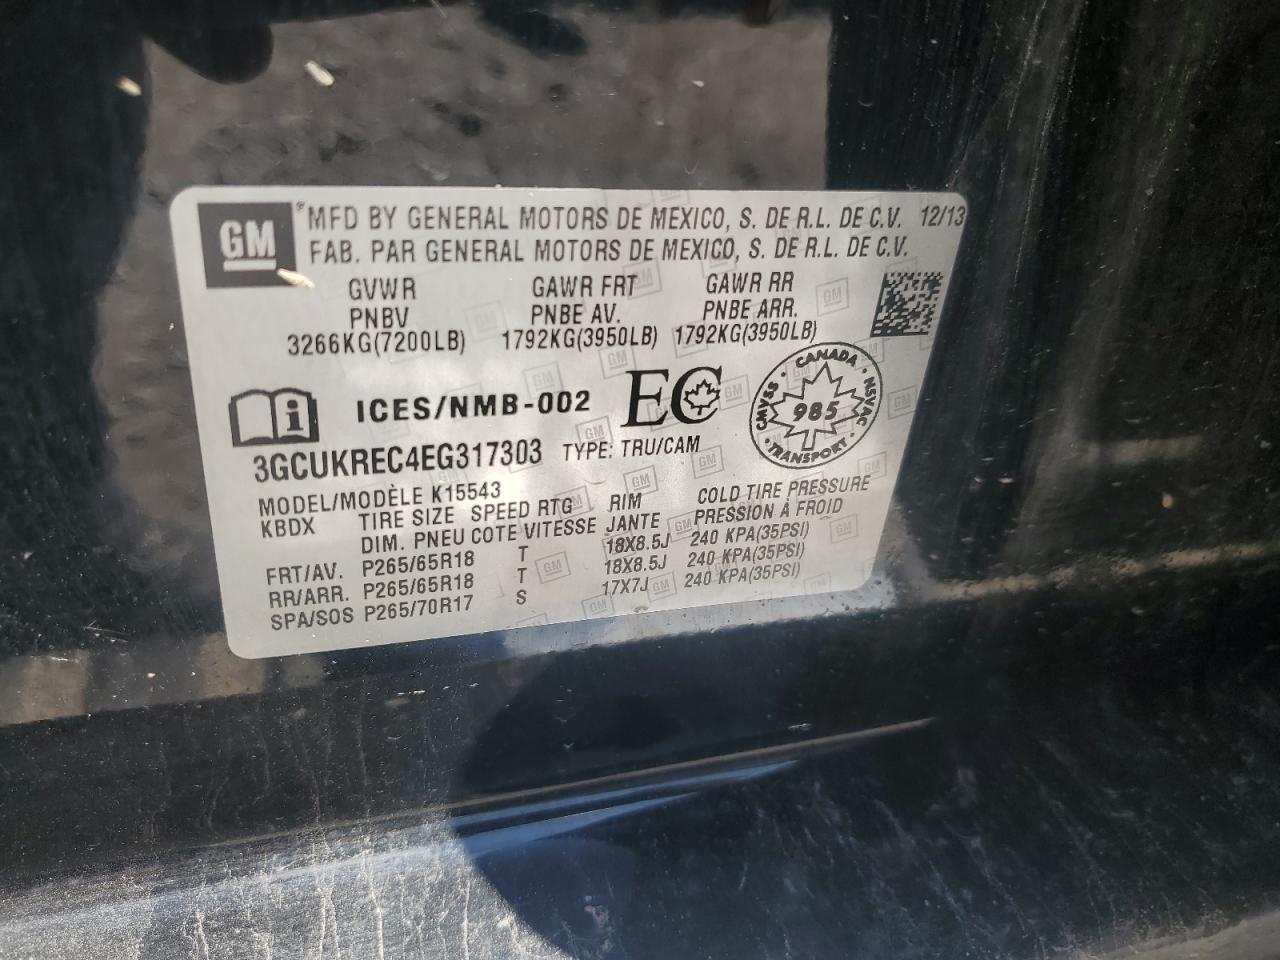 GM ® MFD BY GENERAL MOTORS DE MEXICO, S. DE R.L. DE C.V. 12/13
FAB. PAR GENERAL MOTORS DE MEXICO, S. DE R.L. DE C.V.
GVWR GAWR FRT GAWR RR
PNBV PNBE AV. PNBE ARR.
3266KG(7200LB) 1792KG(3950LB) 1792KG(3950LB)
i ICES/NMB-002 EC
CANADA · NSVAC · TRANSPORT · CMVSS · 985
3GCUKREC4EG317303 TYPE: TRU/CAM
MODEL/MODÈLE K15543
KBDX TIRE SIZE SPEED RTG RIM COLD TIRE PRESSURE
DIM. PNEU COTE VITESSE JANTE PRESSION À FROID
FRT/AV. P265/65R18 T 18X8.5J 240 KPA(35PSI)
RR/ARR. P265/65R18 T 18X8.5J 240 KPA(35PSI)
SPA/SOS P265/70R17 S 17X7J 240 KPA(35PSI)